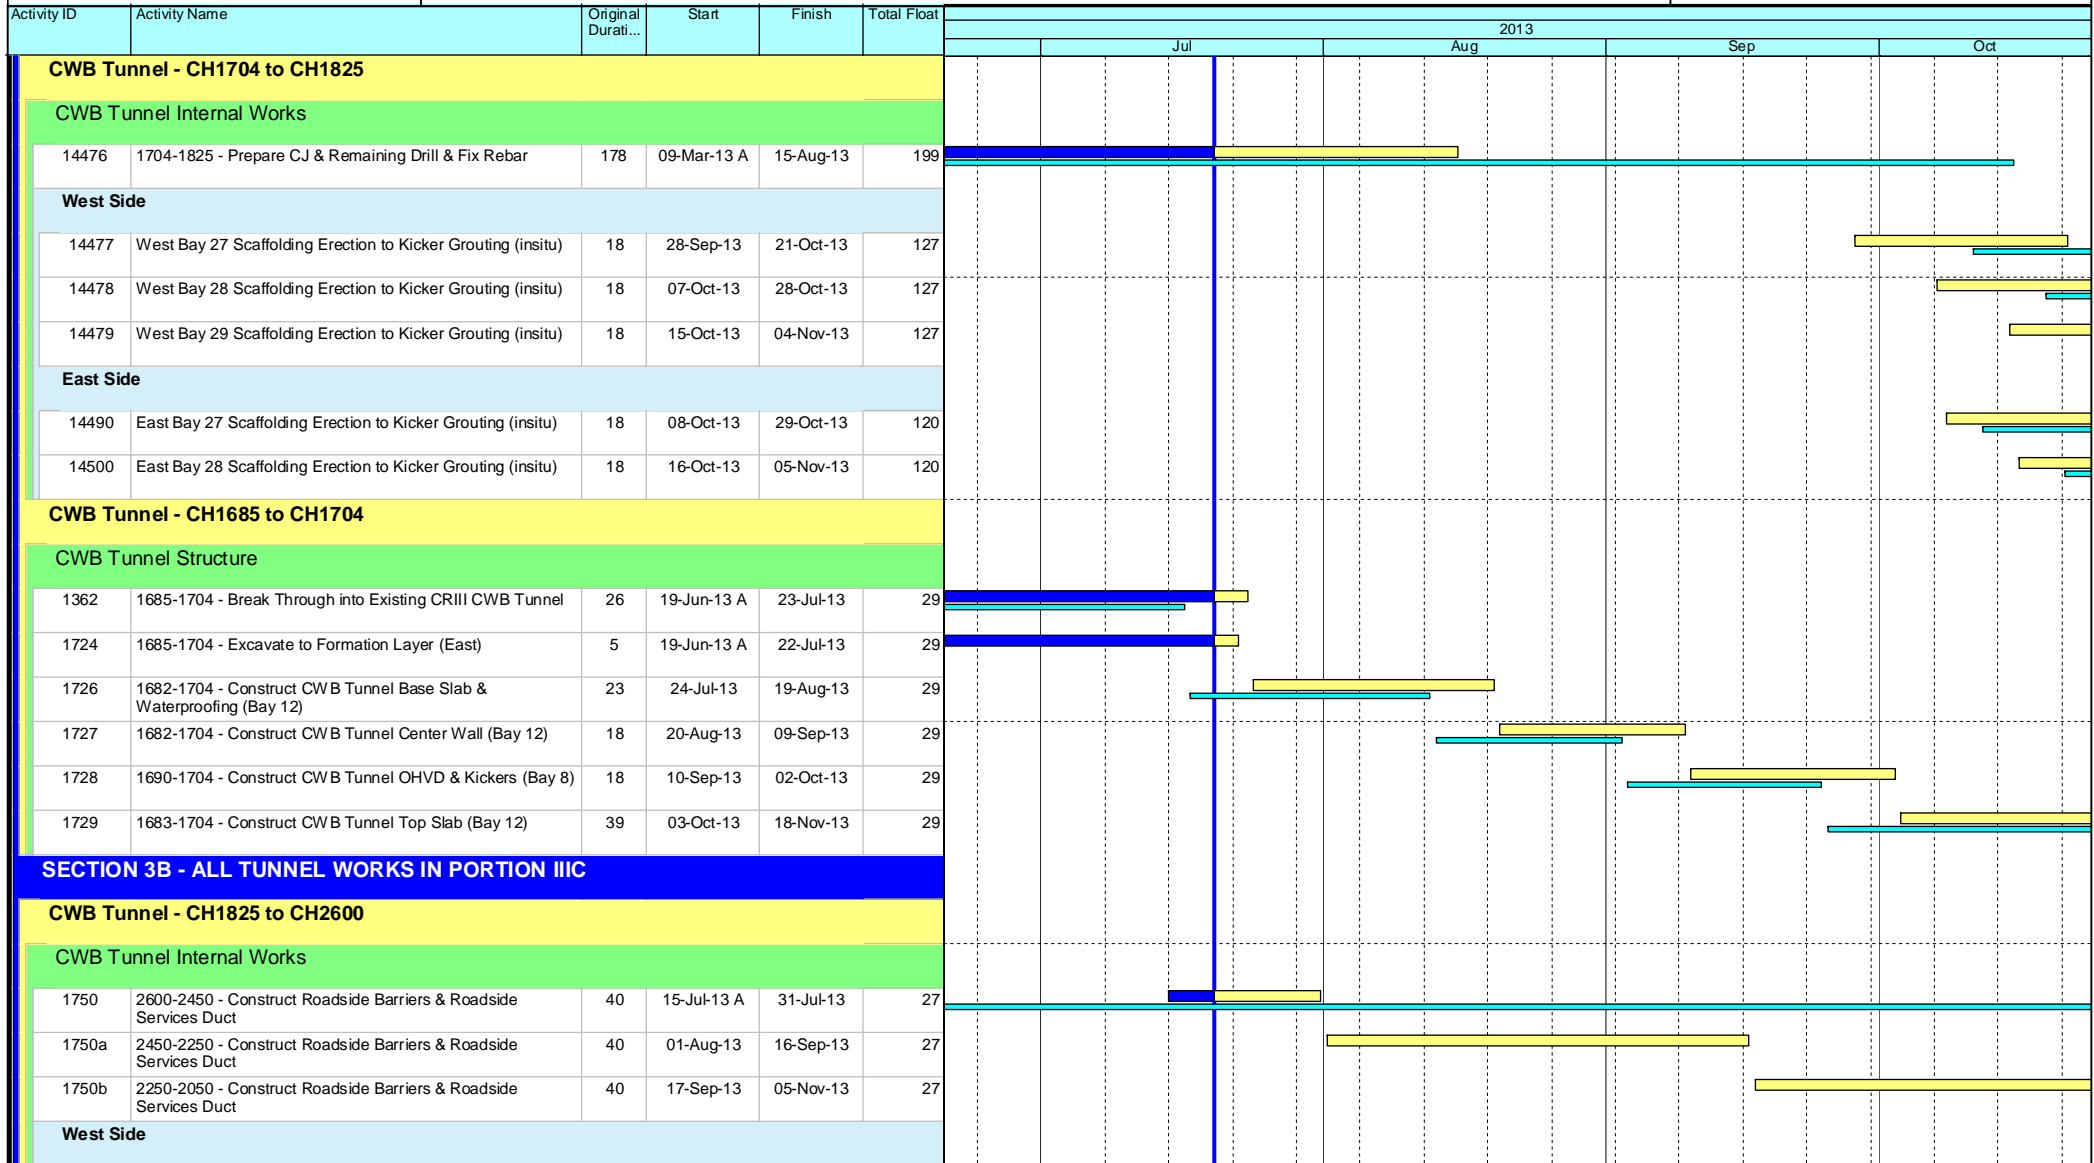 Activity ID Activity Name Original Durati... Start Finish Total Float
2013
Jul Aug Sep Oct
CWB Tunnel - CH1704 to CH1825
CWB Tunnel Internal Works
14476 1704-1825 - Prepare CJ & Remaining Drill & Fix Rebar 178 09-Mar-13 A 15-Aug-13 199
West Side
14477 West Bay 27 Scaffolding Erection to Kicker Grouting (insitu) 18 28-Sep-13 21-Oct-13 127
14478 West Bay 28 Scaffolding Erection to Kicker Grouting (insitu) 18 07-Oct-13 28-Oct-13 127
14479 West Bay 29 Scaffolding Erection to Kicker Grouting (insitu) 18 15-Oct-13 04-Nov-13 127
East Side
14490 East Bay 27 Scaffolding Erection to Kicker Grouting (insitu) 18 08-Oct-13 29-Oct-13 120
14500 East Bay 28 Scaffolding Erection to Kicker Grouting (insitu) 18 16-Oct-13 05-Nov-13 120
CWB Tunnel - CH1685 to CH1704
CWB Tunnel Structure
1362 1685-1704 - Break Through into Existing CRIII CWB Tunnel 26 19-Jun-13 A 23-Jul-13 29
1724 1685-1704 - Excavate to Formation Layer (East) 5 19-Jun-13 A 22-Jul-13 29
1726 1682-1704 - Construct CWB Tunnel Base Slab & 23 24-Jul-13 19-Aug-13 29
Waterproofing (Bay 12)
1727 1682-1704 - Construct CWB Tunnel Center Wall (Bay 12) 18 20-Aug-13 09-Sep-13 29
1728 1690-1704 - Construct CWB Tunnel OHVD & Kickers (Bay 8) 18 10-Sep-13 02-Oct-13 29
1729 1683-1704 - Construct CWB Tunnel Top Slab (Bay 12) 39 03-Oct-13 18-Nov-13 29
SECTION 3B - ALL TUNNEL WORKS IN PORTION IIIC
CWB Tunnel - CH1825 to CH2600
CWB Tunnel Internal Works
1750 2600-2450 - Construct Roadside Barriers & Roadside 40 15-Jul-13 A 31-Jul-13 27
Services Duct
1750a 2450-2250 - Construct Roadside Barriers & Roadside 40 01-Aug-13 16-Sep-13 27
Services Duct
1750b 2250-2050 - Construct Roadside Barriers & Roadside 40 17-Sep-13 05-Nov-13 27
Services Duct
West Side